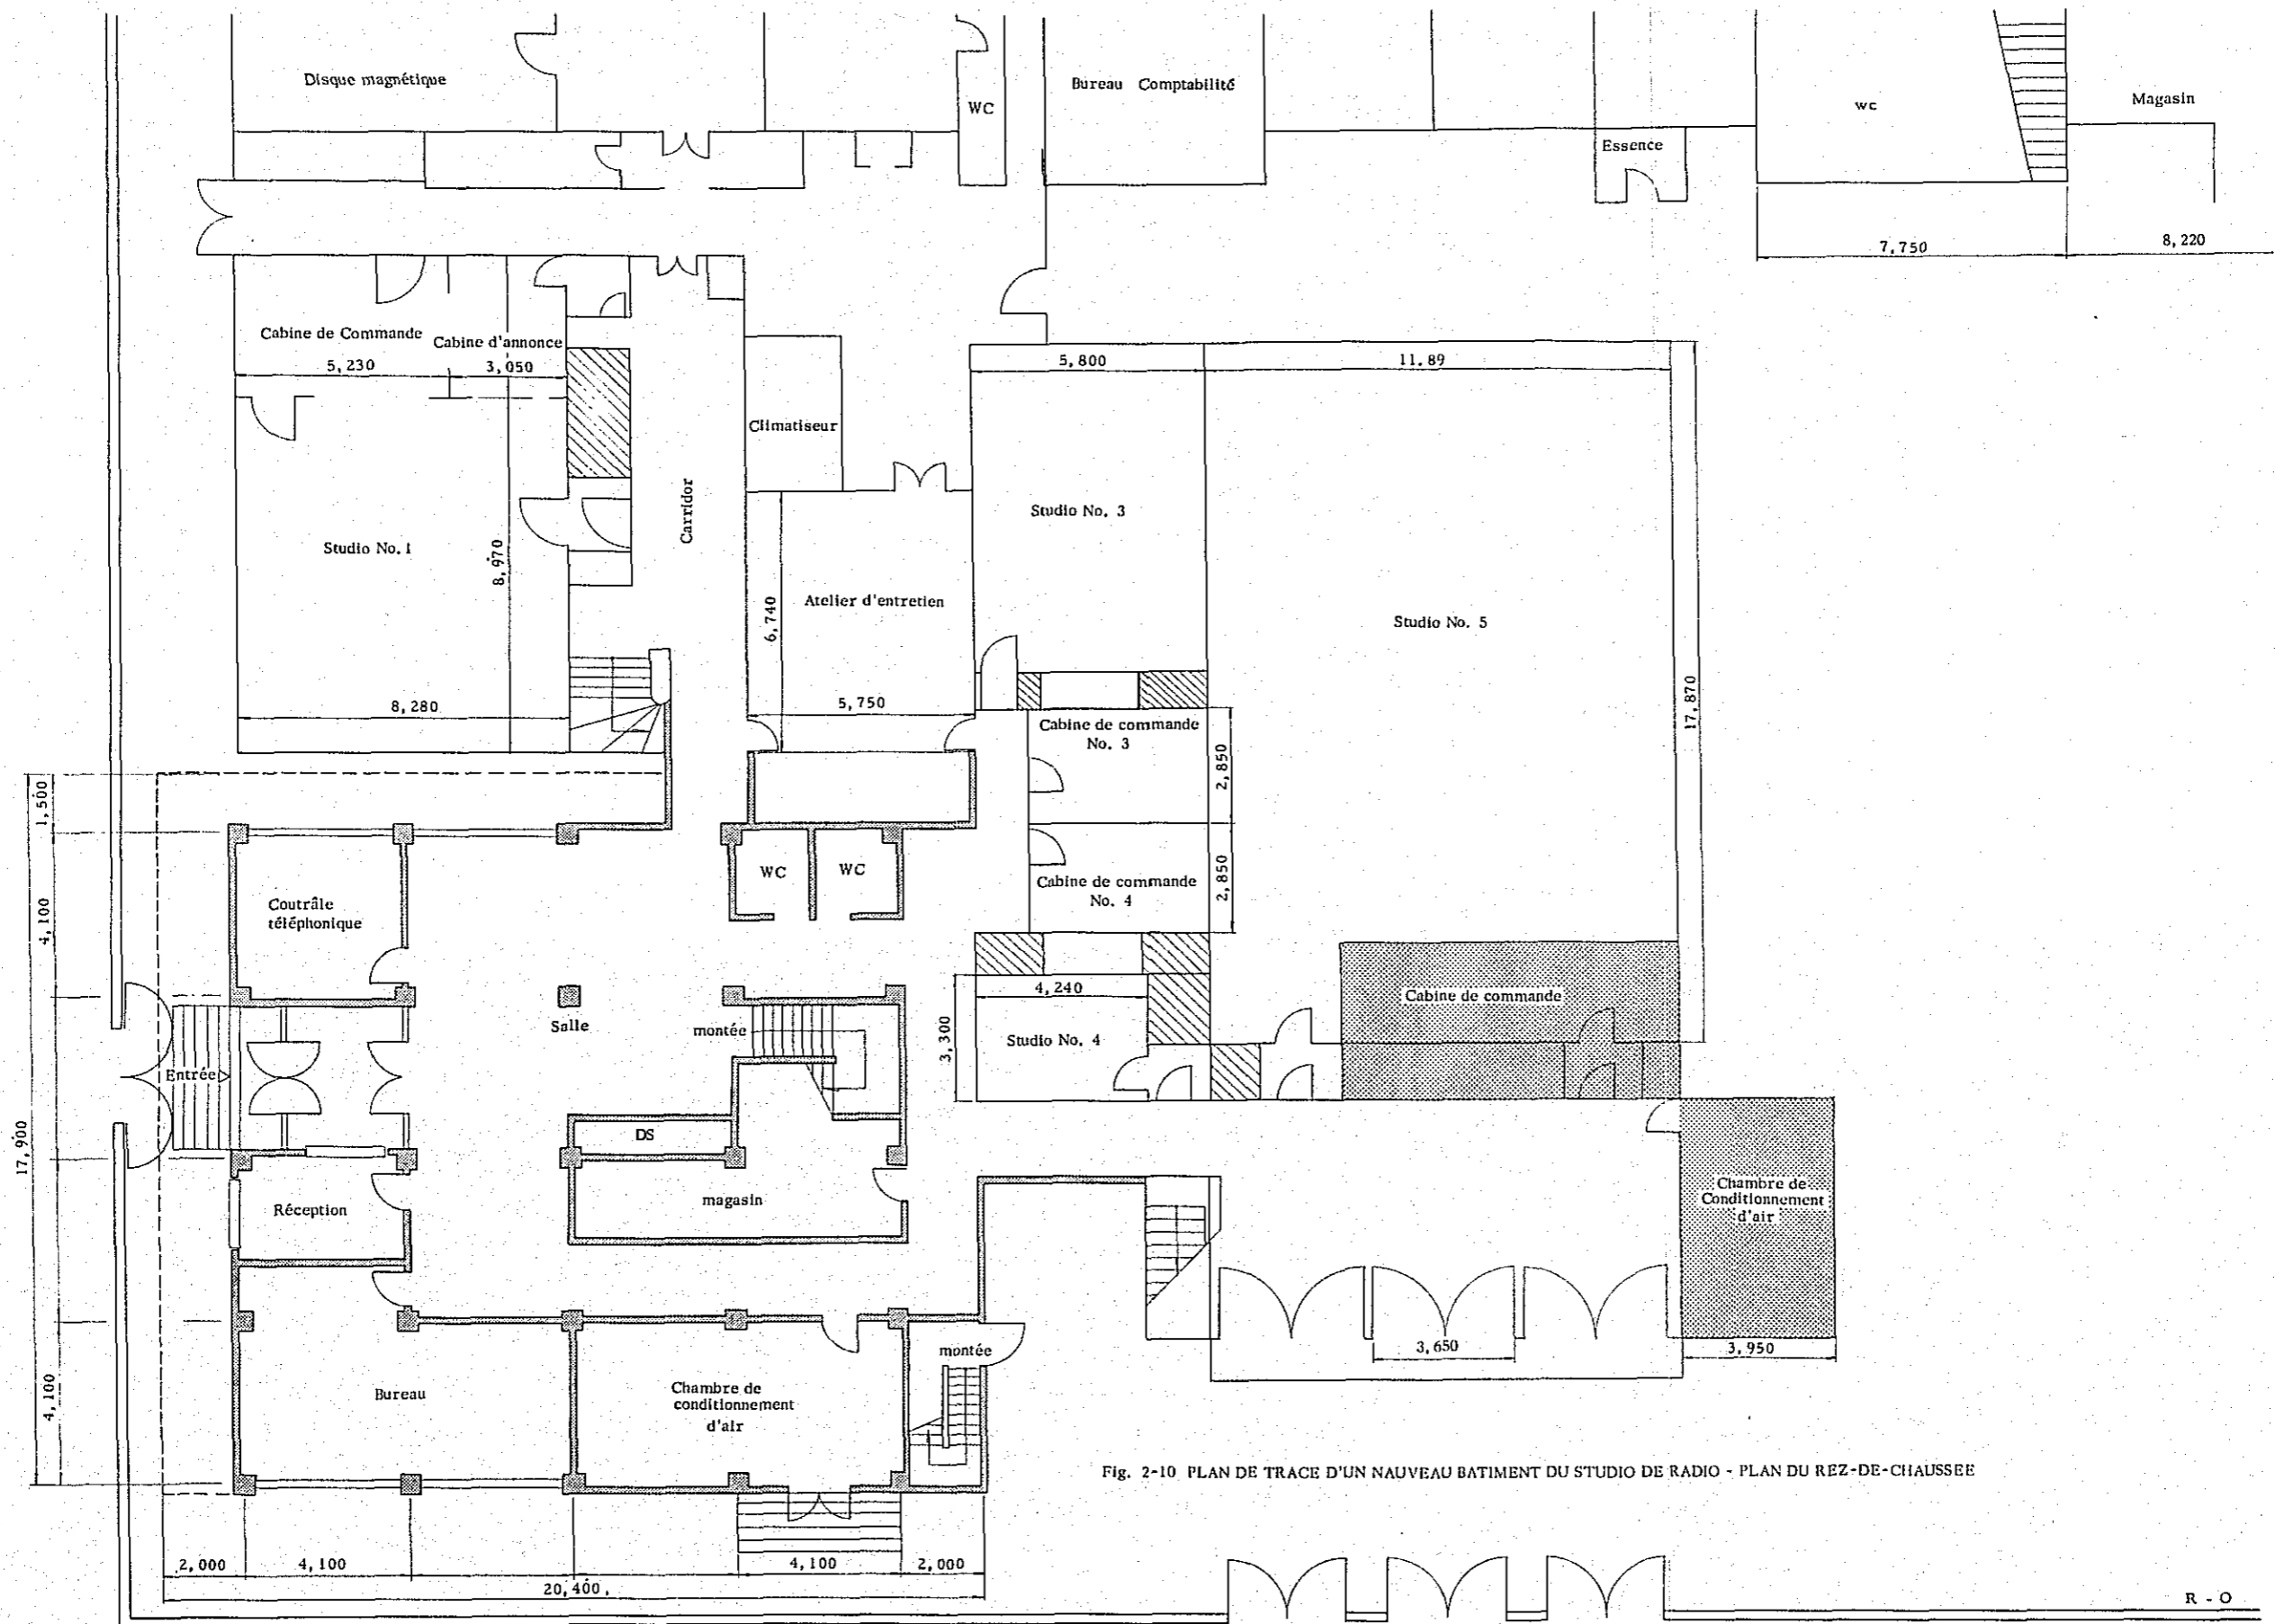 Disque magnétique
WC
Bureau Comptabilité
Essence
wc
Magasin
7,750
8,220
Cabine de Commande
Cabine d'annonce
5,230
3,050
Climatiseur
Carridor
5,800
11.89
Studio No. 1
8,970
8,280
Studio No. 3
Atelier d'entretien
6,740
5,750
Studio No. 5
17,870
Cabine de commande
No. 3
2,850
Cabine de commande
No. 4
2,850
1,500
4,100
17,900
4,100
Coutrâle
téléphonique
WC
WC
Entrée
Salle
montée
DS
magasin
Réception
4,240
3,300
Studio No. 4
Cabine de commande
Chambre de
Conditionnement
d'air
3,650
3,950
Bureau
Chambre de
conditionnement
d'air
montée
Fig. 2-10 PLAN DE TRACE D'UN NAUVEAU BATIMENT DU STUDIO DE RADIO - PLAN DU REZ-DE-CHAUSSEE
2,000
4,100
4,100
2,000
20,400
R - O